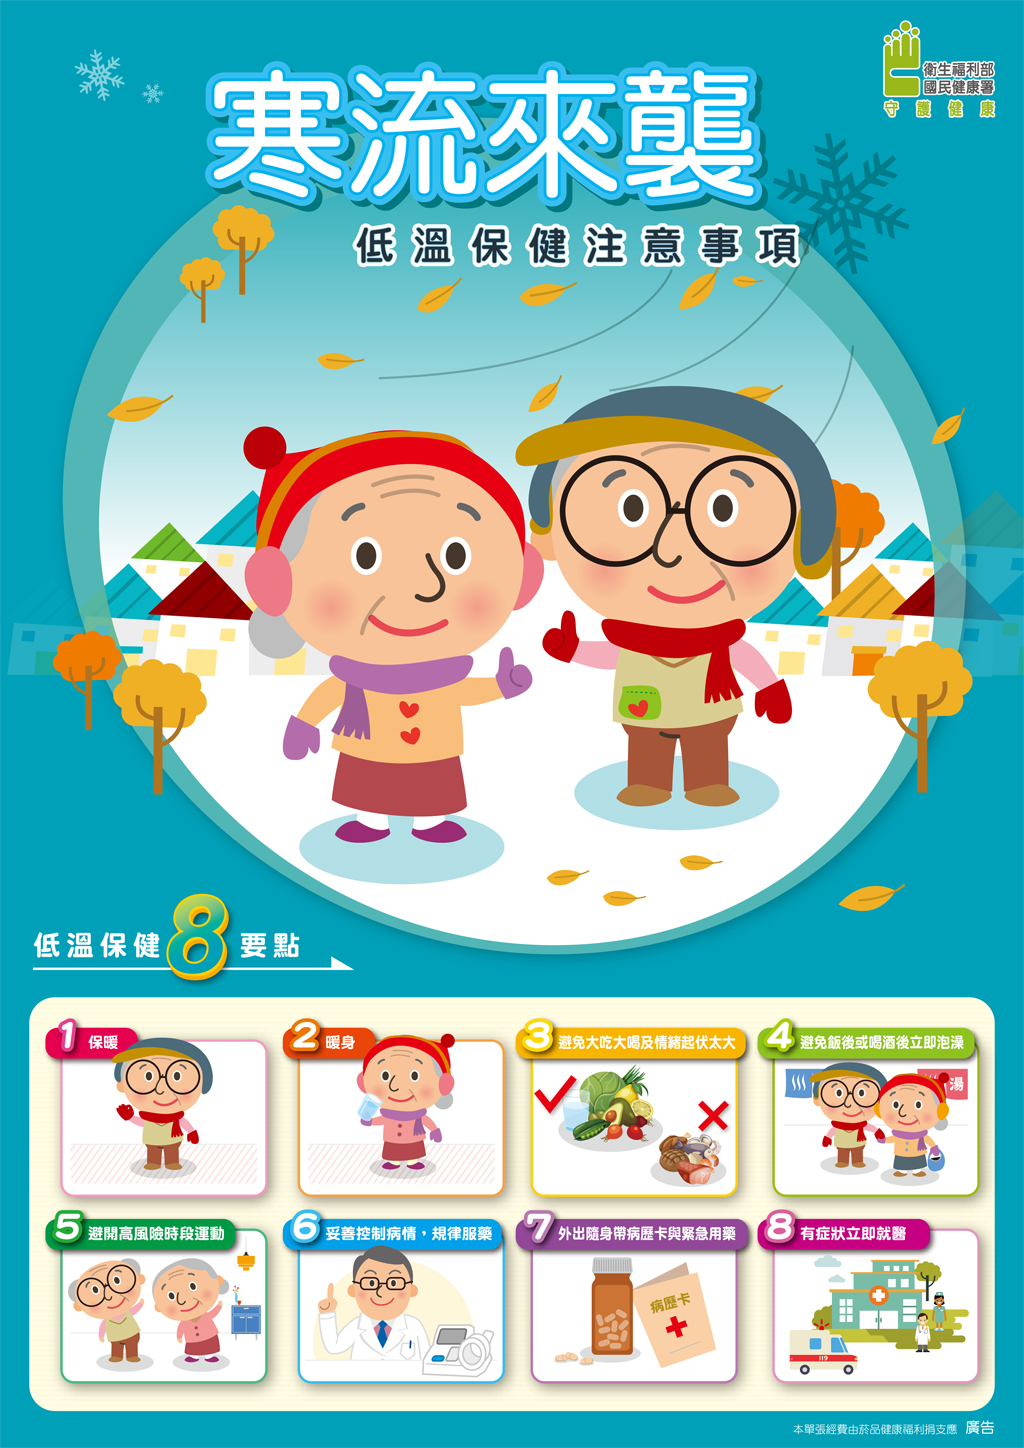 衛生福利部
國民健康署
守護健康
寒流來襲
低溫保健注意事項
低溫保健8要點
1 保暖
2 暖身
3 避免大吃大喝及情緒起伏太大
4 避免飯後或喝酒後立即泡澡
湯
5 避開高風險時段運動
6 妥善控制病情，規律服藥
7 外出隨身帶病歷卡與緊急用藥
病歷卡
8 有症狀立即就醫
119
本單張經費由菸品健康福利捐支應 廣告